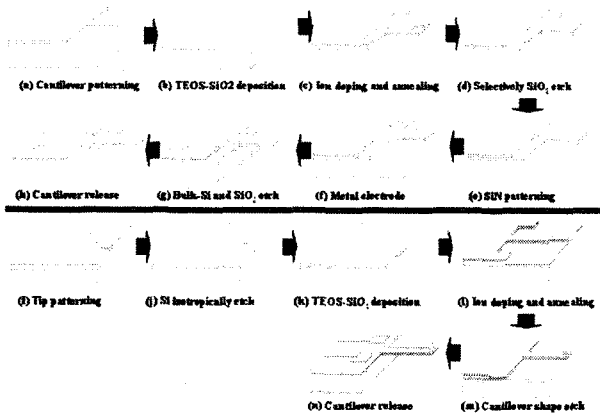 (a) Cantilever patterning
(b) TEOS-SiO2 deposition
(c) Ion doping and annealing
(d) Selectively SiO₂ etch
(h) Cantilever release
(g) Bulk-Si and SiO₂ etch
(f) Metal electrode
(e) SiN patterning
(i) Tip patterning
(j) Si isotropically etch
(k) TEOS-SiO₂ deposition
(l) Ion doping and annealing
(n) Cantilever release
(m) Cantilever shape etch